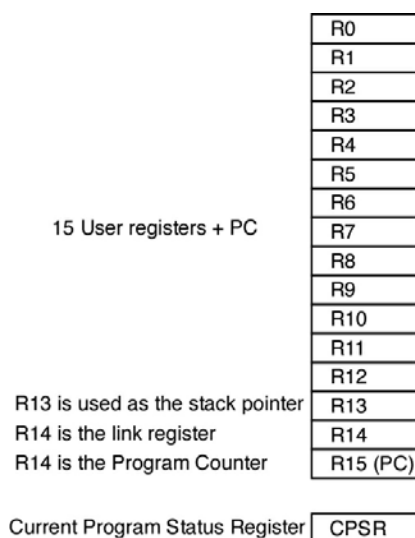 R0
R1
R2
R3
R4
R5
R6
15 User registers + PC R7
R8
R9
R10
R11
R12
R13 is used as the stack pointer R13
R14 is the link register R14
R14 is the Program Counter R15 (PC)
Current Program Status Register CPSR